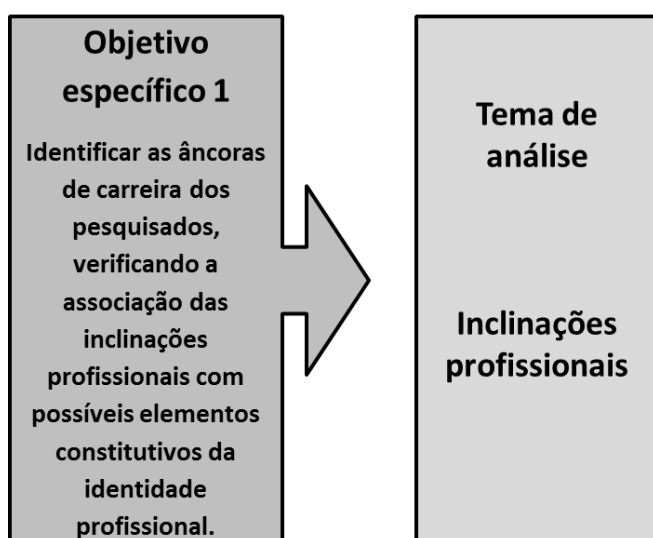 Objetivo
específico 1
Identificar as âncoras
de carreira dos
pesquisados,
verificando a
associação das
inclinações
profissionais com
possíveis elementos
constitutivos da
identidade
profissional.
Tema de
análise
Inclinações
profissionais